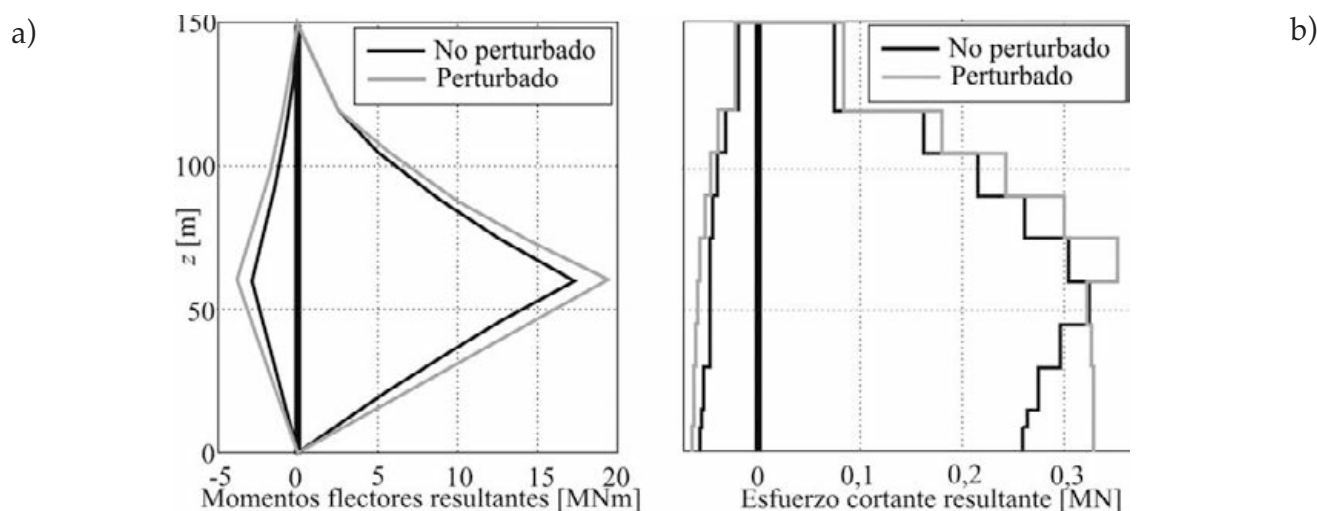 a)
150
100
50
0
z [m]
No perturbado
Perturbado
-5 0 5 10 15 20
Momentos flectores resultantes [MNm]
b)
No perturbado
Perturbado
0 0,1 0,2 0,3
Esfuerzo cortante resultante [MN]